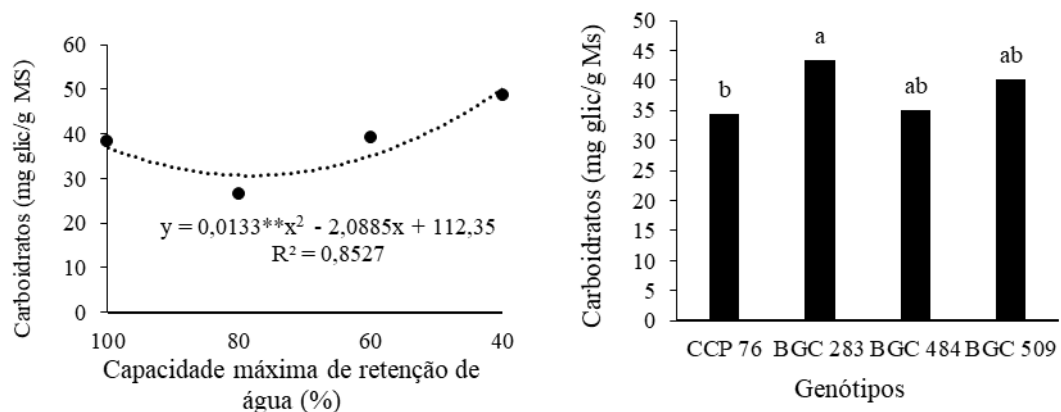 Carboidratos (mg glic/g MS)
60
50
40
30
20
10
0
y = 0,0133**x² - 2,0885x + 112,35
R² = 0,8527
100 80 60 40
Capacidade máxima de retenção de
água (%)
Carboidratos (mg glic/g Ms)
50
45
40
35
30
25
20
15
10
5
0
b a ab ab
CCP 76 BGC 283 BGC 484 BGC 509
Genótipos